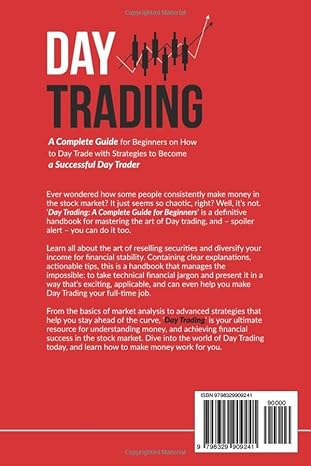 DAY
TRADING
A Complete Guide for Beginners on How
to Day Trade with Strategies to Become
a Successful Day Trader
Ever wondered how some people consistently make money in
the stock market? It just seems so chaotic, right? Well, it's not.
'Day Trading: A Complete Guide for Beginners' is a definitive
handbook for mastering the art of Day trading, and – spoiler
alert – you can do it too.
Learn all about the art of reselling securities and diversify your
income for financial stability. Containing clear explanations,
actionable tips, this is a handbook that manages the
impossible: to take technical financial jargon and present it in a
way that's exciting, applicable, and can even help you make
Day Trading your full-time job.
From the basics of market analysis to advanced strategies that
help you stay ahead of the curve, 'Day Trading' is your ultimate
resource for understanding money, and achieving financial
success in the stock market. Dive into the world of Day Trading
today, and learn how to make money work for you.
ISBN 9798329909241
90000
9 798329 909241